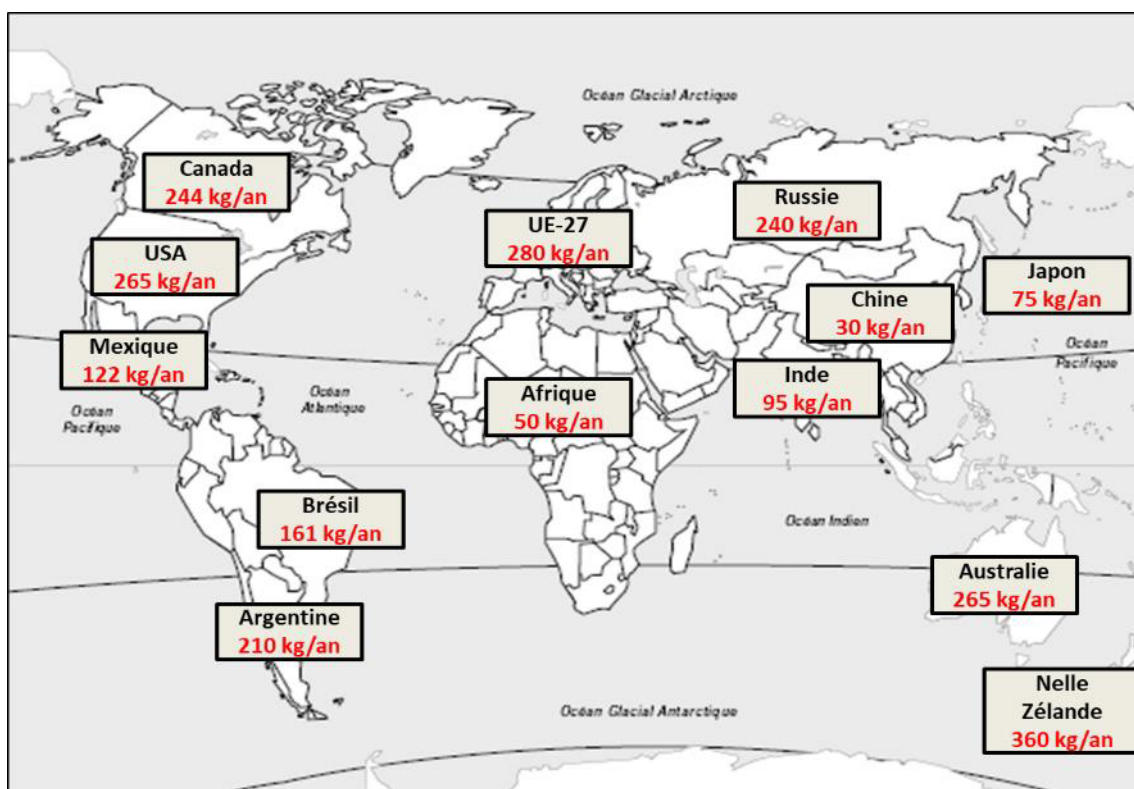 Océan Glacial Arctique
Canada
244 kg/an
Russie
240 kg/an
UE-27
280 kg/an
USA
265 kg/an
Japon
75 kg/an
Chine
30 kg/an
Mexique
122 kg/an
Océan
Pacifique
Inde
95 kg/an
Afrique
50 kg/an
Océan
Atlantique
Océan
Pacifique
Brésil
161 kg/an
Océan Indien
Australie
265 kg/an
Argentine
210 kg/an
Nelle
Zélande
360 kg/an
Océan Glacial Antarctique